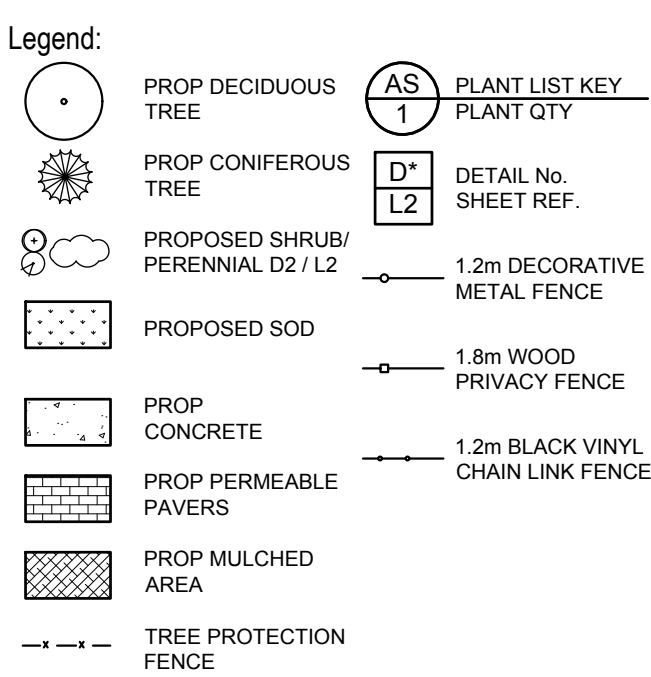 Legend:
PROP DECIDUOUS
TREE
PROP CONIFEROUS
TREE
PROPOSED SHRUB/
PERENNIAL D2 / L2
PROPOSED SOD
PROP
CONCRETE
PROP PERMEABLE
PAVERS
PROP MULCHED
AREA
x x
TREE PROTECTION
FENCE
AS
1
PLANT LIST KEY
PLANT QTY
D*
L2
DETAIL No.
SHEET REF.
1.2m DECORATIVE
METAL FENCE
1.8m WOOD
PRIVACY FENCE
1.2m BLACK VINYL
CHAIN LINK FENCE